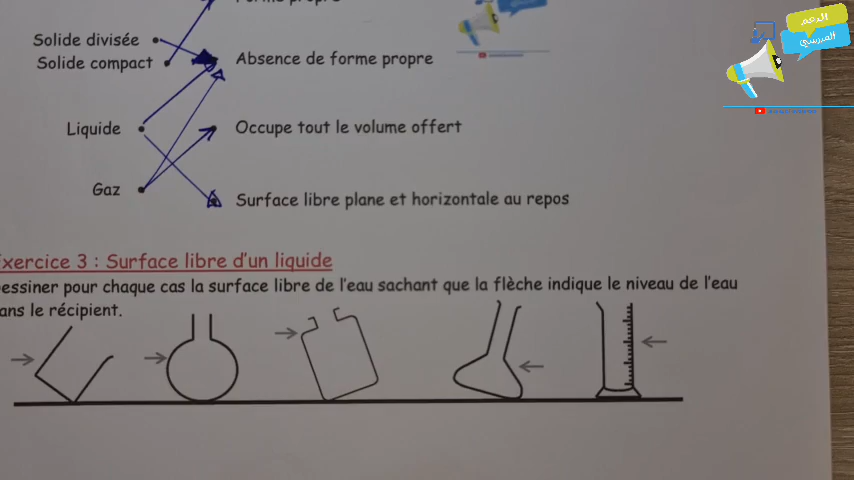 الدعم
المدرسي
Forme propre
Solide divisée
Solide compact
Absence de forme propre
Liquide
Occupe tout le volume offert
Gaz
Surface libre plane et horizontale au repos
xercice 3 : Surface libre d'un liquide
essiner pour chaque cas la surface libre de l'eau sachant que la flèche indique le niveau de l'eau
ans le récipient.